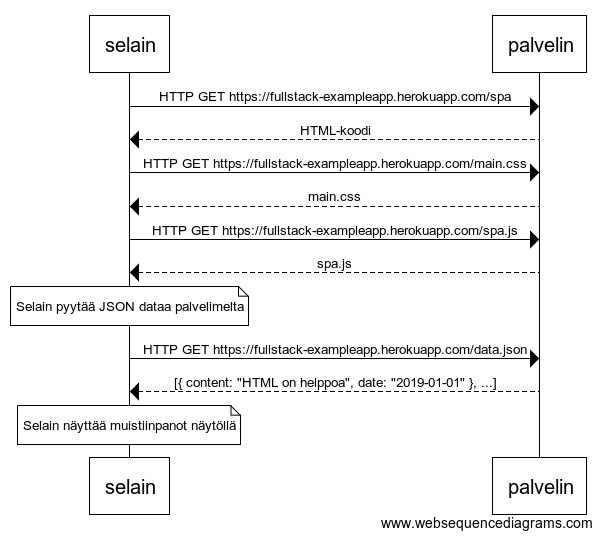 selain
palvelin
HTTP GET https://fullstack-exampleapp.herokuapp.com/spa
HTML-koodi
HTTP GET https://fullstack-exampleapp.herokuapp.com/main.css
main.css
HTTP GET https://fullstack-exampleapp.herokuapp.com/spa.js
spa.js
Selain pyytää JSON dataa palvelimelta
HTTP GET https://fullstack-exampleapp.herokuapp.com/data.json
[{ content: "HTML on helppoa", date: "2019-01-01" }, ...]
Selain näyttää muistiinpanot näytöllä
selain
palvelin
www.websequencediagrams.com